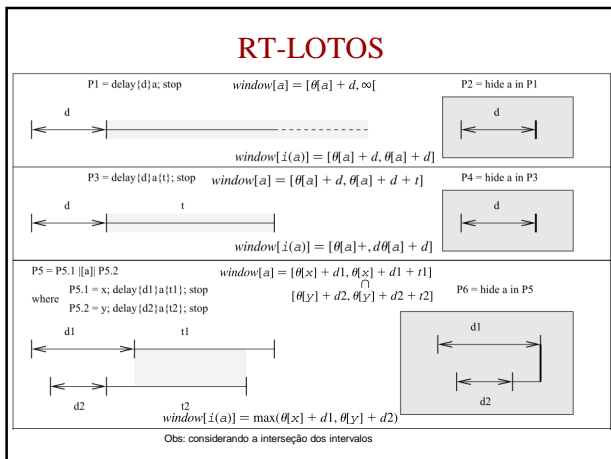 RT-LOTOS
P1 = delay{d}a; stop
window[a] = [θ[a] + d, ∞[
P2 = hide a in P1
d
d
window[i(a)] = [θ[a] + d, θ[a] + d]
P3 = delay{d}a{t}; stop
window[a] = [θ[a] + d, θ[a] + d + t]
P4 = hide a in P3
d
t
d
window[i(a)] = [θ[a]+, dθ[a] + d]
P5 = P5.1 |[a]| P5.2
window[a] = [θ[x] + d1, θ[x] + d1 + t1]
∩
P5.1 = x; delay{d1}a{t1}; stop
[θ[y] + d2, θ[y] + d2 + t2]
P6 = hide a in P5
where
P5.2 = y; delay{d2}a{t2}; stop
d1
t1
d1
d2
t2
d2
window[i(a)] = max(θ[x] + d1, θ[y] + d2)
Obs: considerando a interseção dos intervalos